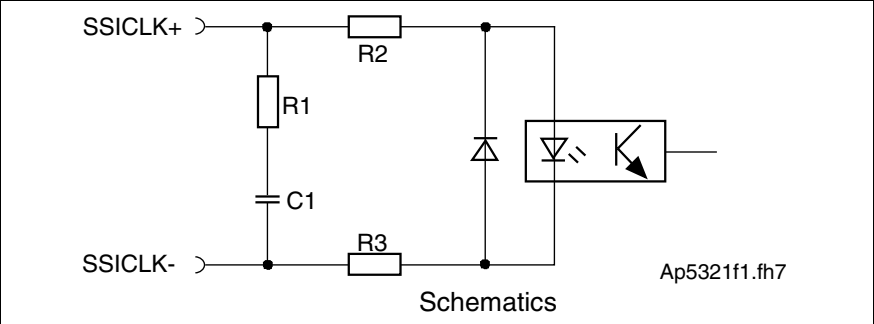 SSICLK+
R2
R1
C1
R3
SSICLK-
Ap5321f1.fh7
Schematics